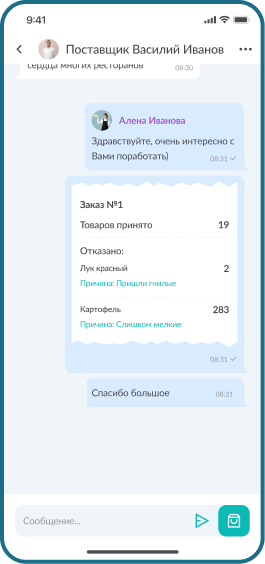 9:41
Поставщик Василий Иванов
сердца многих ресторанов
08:30
Алена Иванова
Здравствуйте, очень интересно с
Вами поработать)
08:31
Заказ №1
Товаров принято 19
Отказано:
Лук красный 2
Причина: Пришли гнилые
Картофель 283
Причина: Слишком мелкие
08:31
Спасибо большое
08:31
Сообщение...